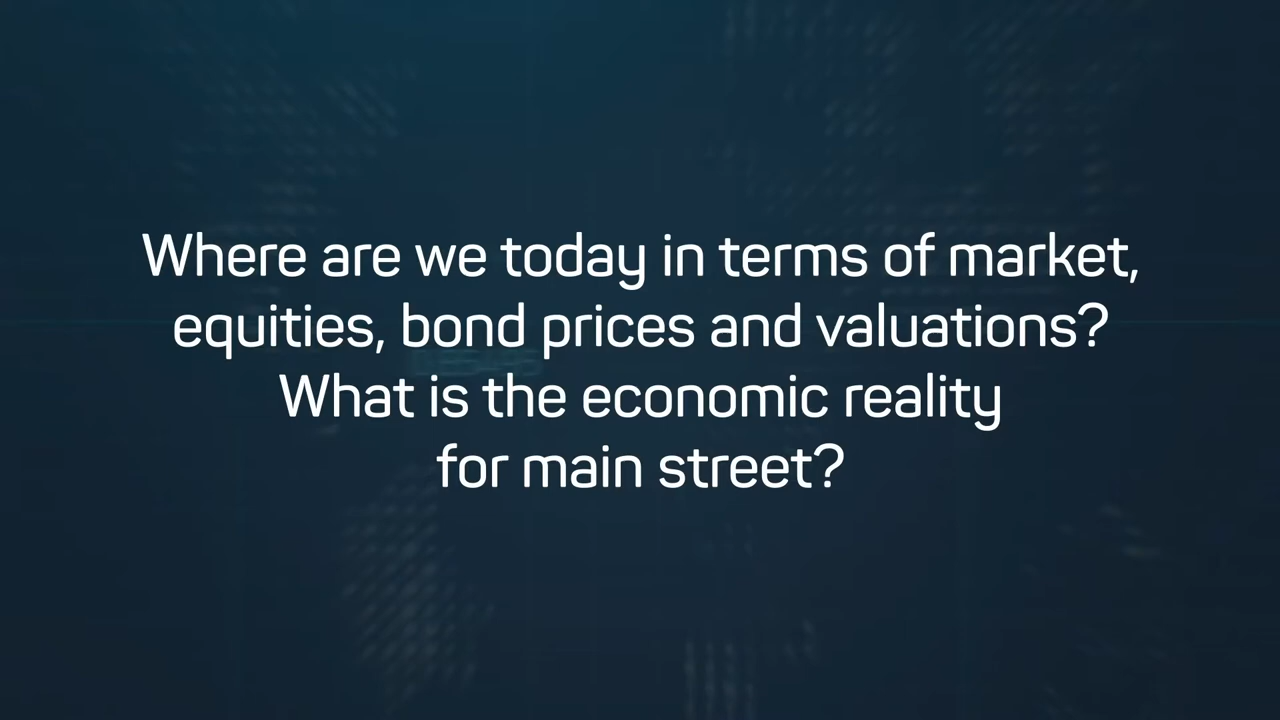 Where are we today in terms of market,
equities, bond prices and valuations?
What is the economic reality
for main street?